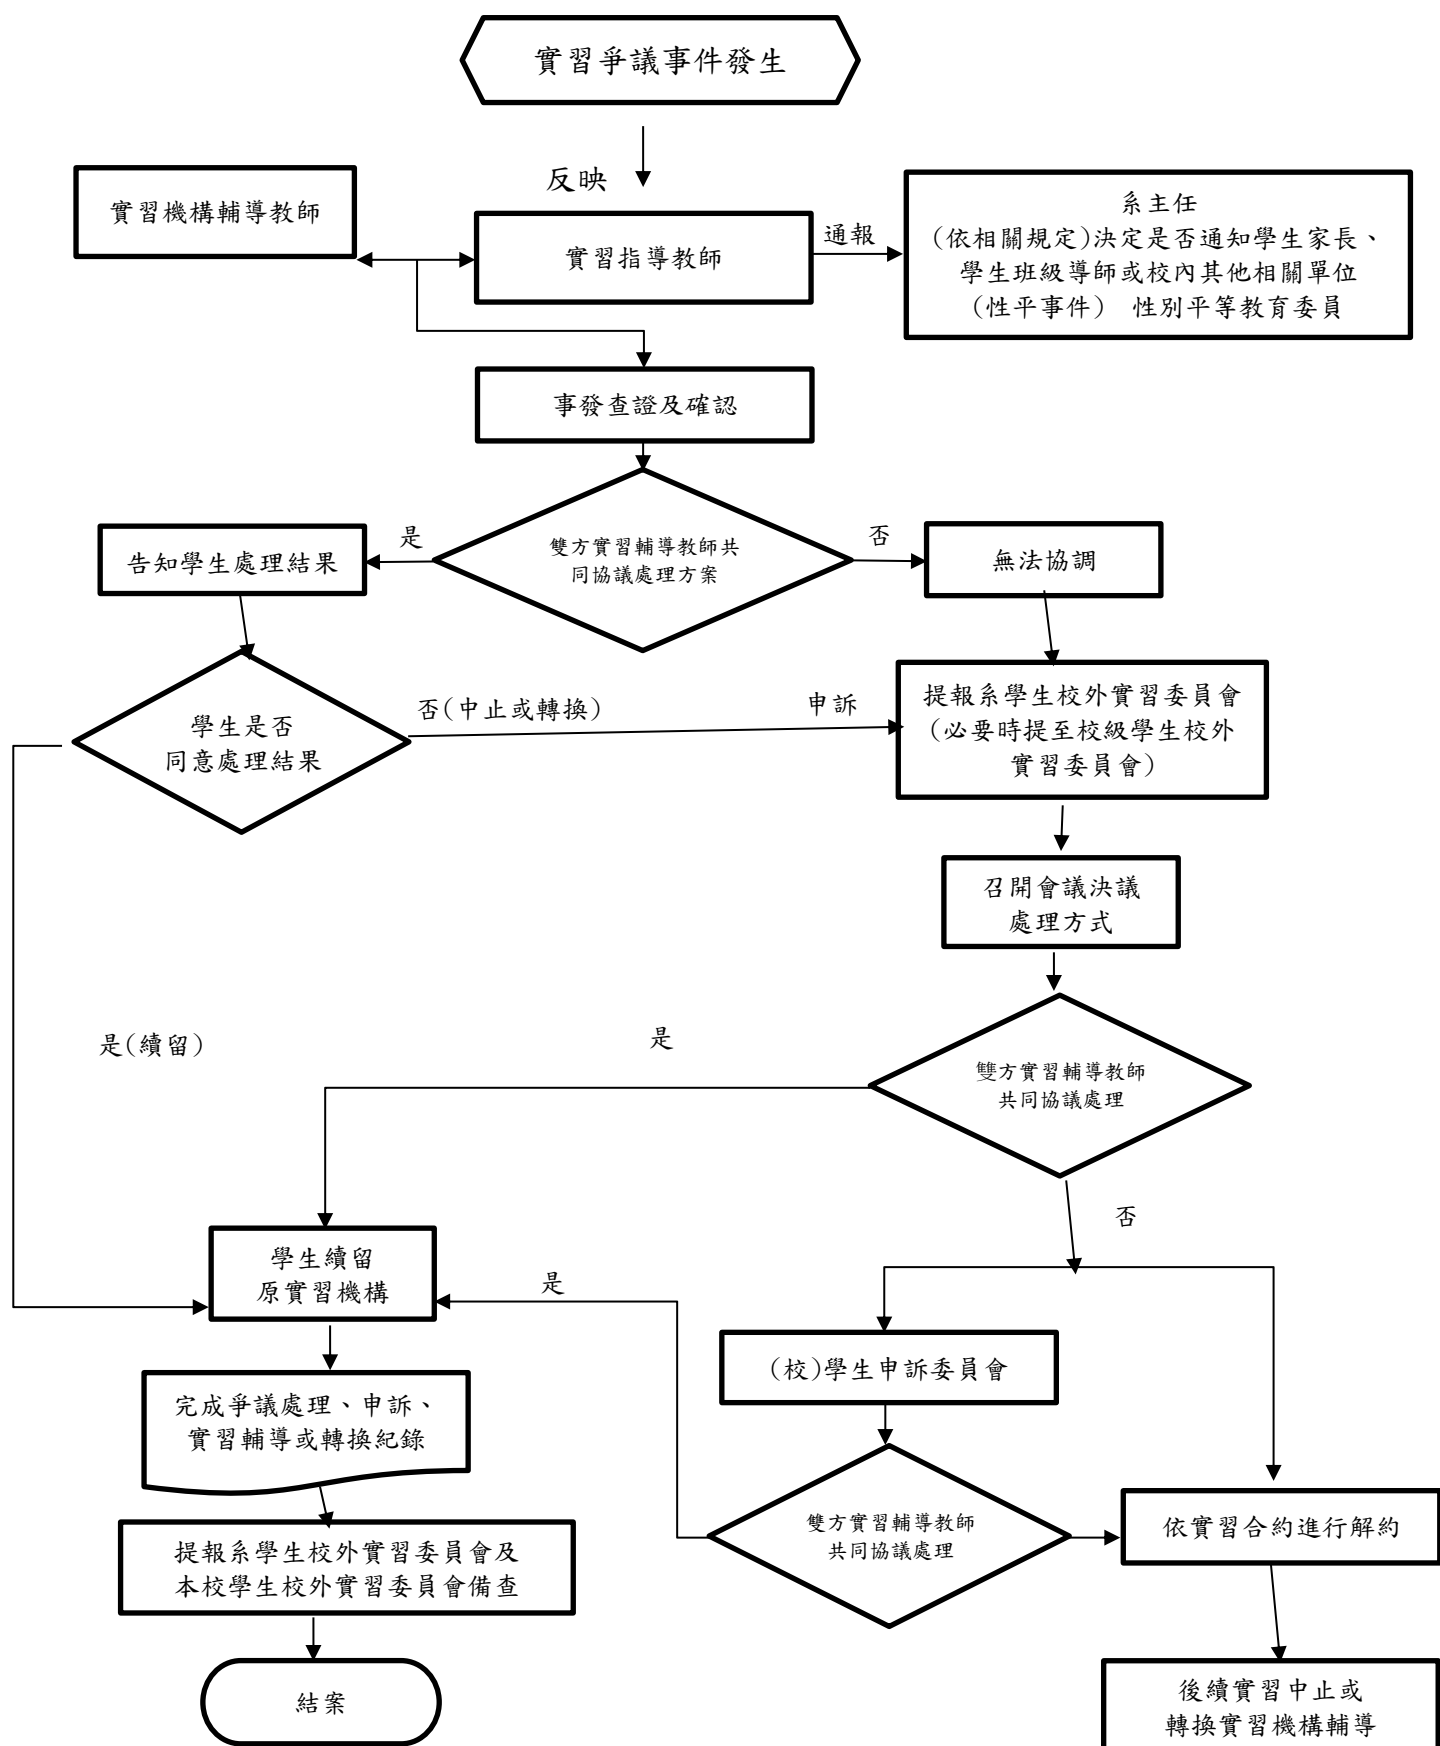 實習爭議事件發生
反映
實習機構輔導教師
實習指導教師
通報
系主任
(依相關規定)決定是否通知學生家長、
學生班級導師或校內其他相關單位
(性平事件) 性別平等教育委員
事發查證及確認
雙方實習輔導教師共
同協議處理方案
是
否
告知學生處理結果
無法協調
學生是否
同意處理結果
否(中止或轉換)
申訴
提報系學生校外實習委員會
(必要時提至校級學生校外
實習委員會)
召開會議決議
處理方式
是(續留)
是
雙方實習輔導教師
共同協議處理
否
學生續留
原實習機構
是
(校)學生申訴委員會
完成爭議處理、申訴、
實習輔導或轉換紀錄
雙方實習輔導教師
共同協議處理
依實習合約進行解約
提報系學生校外實習委員會及
本校學生校外實習委員會備查
結案
後續實習中止或
轉換實習機構輔導